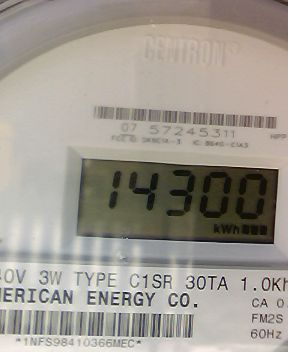 CENTRON®
07 57245311
14300
kWh
40V 3W TYPE C1SR 30TA 1.0Kh
MERICAN ENERGY CO.
CA 0.
FM2S
60Hz
*1NFS98410366MEC*